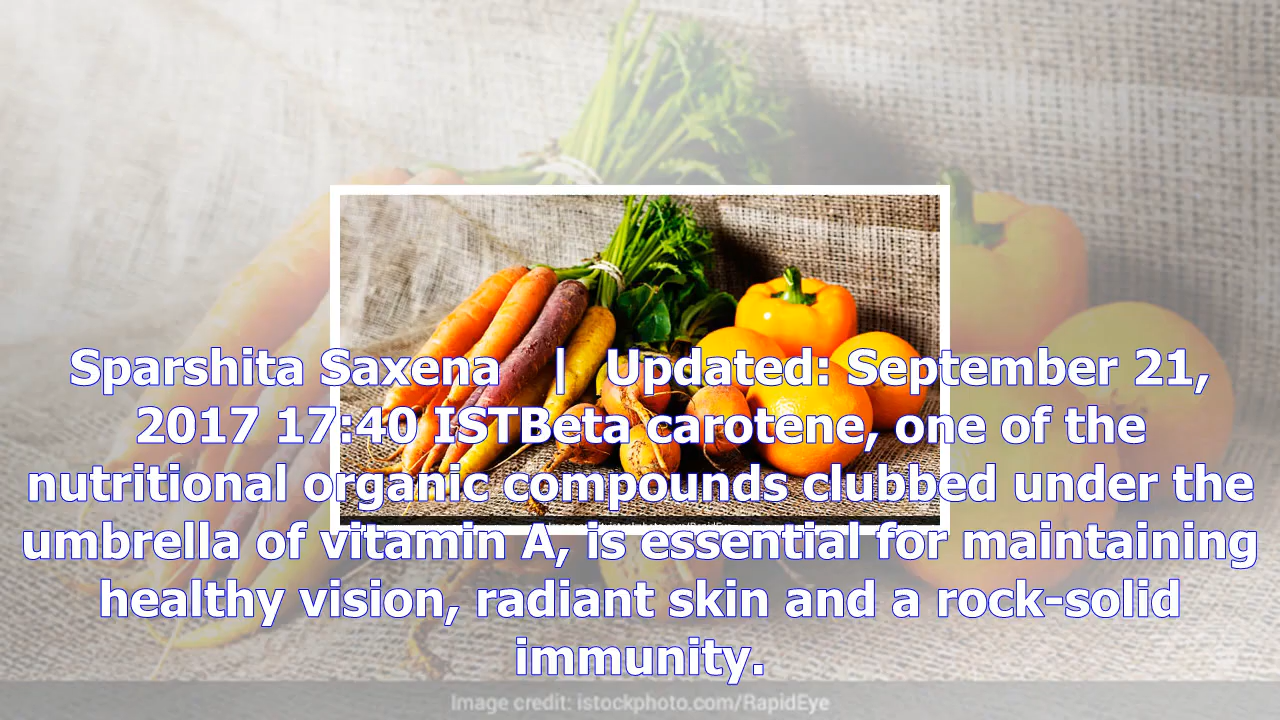 Sparshita Saxena | Updated: September 21,
2017 17:40 ISTBeta carotene, one of the
nutritional organic compounds clubbed under the
umbrella of vitamin A, is essential for maintaining
healthy vision, radiant skin and a rock-solid
immunity.
Image credit: istockphoto.com/RapidEye